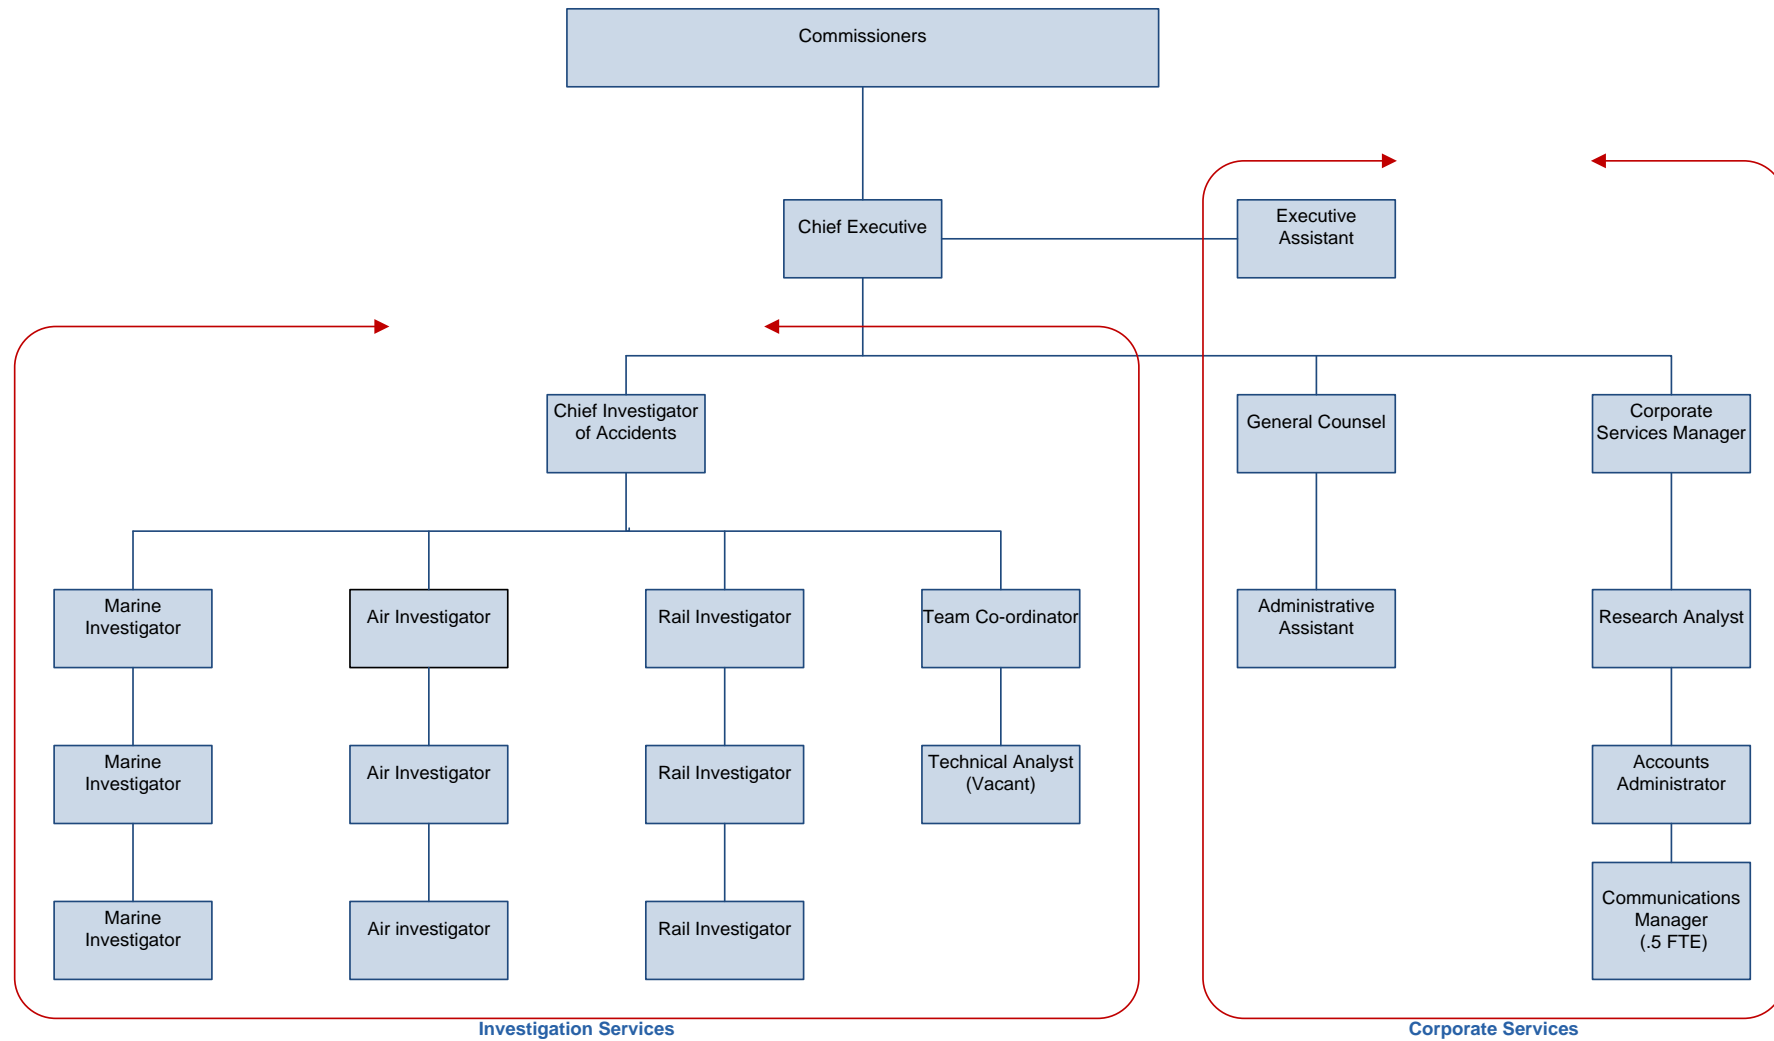 Commissioners
Chief Executive
Executive
Assistant
Chief Investigator
of Accidents
General Counsel
Corporate
Services Manager
Marine
Investigator
Air Investigator
Rail Investigator
Team Co-ordinator
Administrative
Assistant
Research Analyst
Marine
Investigator
Air Investigator
Rail Investigator
Technical Analyst
(Vacant)
Accounts
Administrator
Marine
Investigator
Air investigator
Rail Investigator
Communications
Manager
(.5 FTE)
Investigation Services
Corporate Services